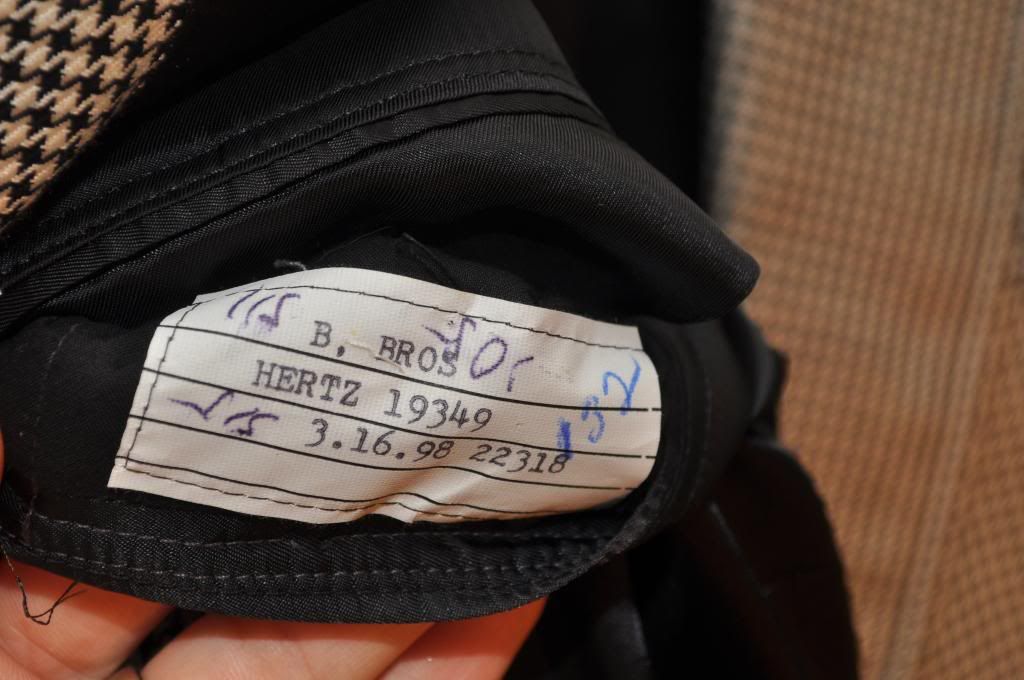 B. BROS
HERTZ 19349
3.16.98 22318
132